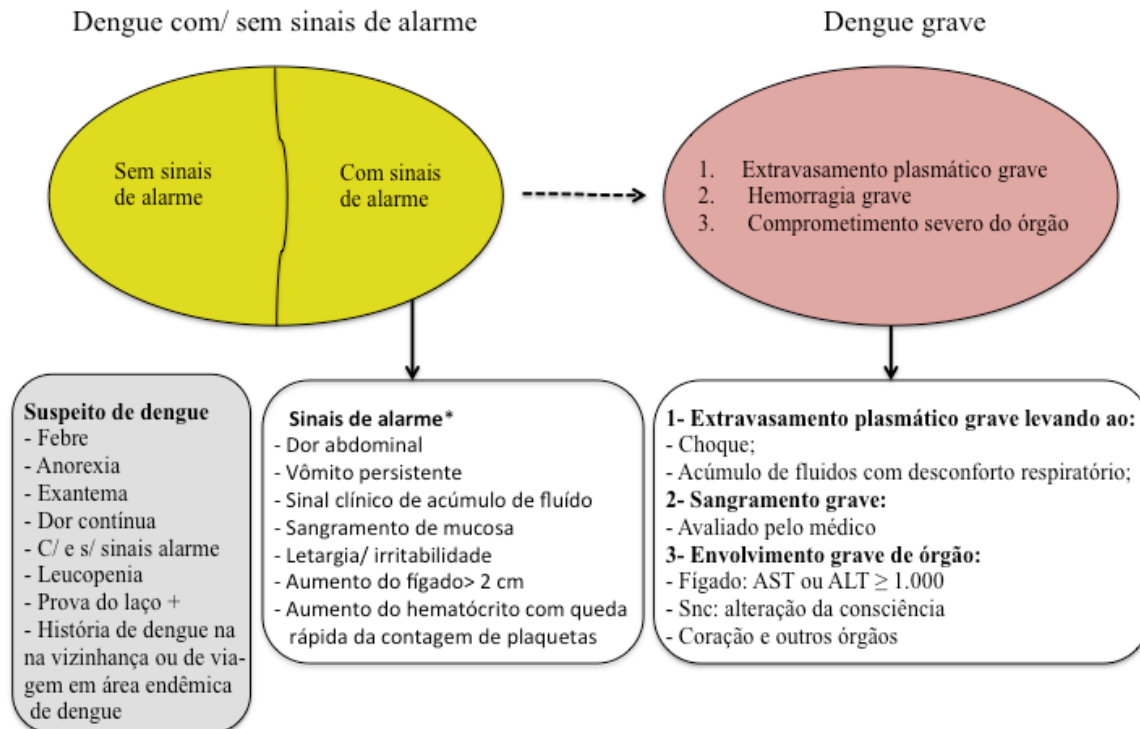 Dengue com/ sem sinais de alarme
Dengue grave
Sem sinais
de alarme
Com sinais
de alarme
1. Extravasamento plasmático grave
2. Hemorragia grave
3. Comprometimento severo do órgão
Suspeito de dengue
- Febre
- Anorexia
- Exantema
- Dor contínua
- C/ e s/ sinais alarme
- Leucopenia
- Prova do laço +
- História de dengue na
na vizinhança ou de via-
gem em área endêmica
de dengue
Sinais de alarme*
- Dor abdominal
- Vômito persistente
- Sinal clínico de acúmulo de fluído
- Sangramento de mucosa
- Letargia/ irritabilidade
- Aumento do fígado> 2 cm
- Aumento do hematócrito com queda
rápida da contagem de plaquetas
1- Extravasamento plasmático grave levando ao:
- Choque;
- Acúmulo de fluidos com desconforto respiratório;
2- Sangramento grave:
- Avaliado pelo médico
3- Envolvimento grave de órgão:
- Fígado: AST ou ALT ≥ 1.000
- Snc: alteração da consciência
- Coração e outros órgãos